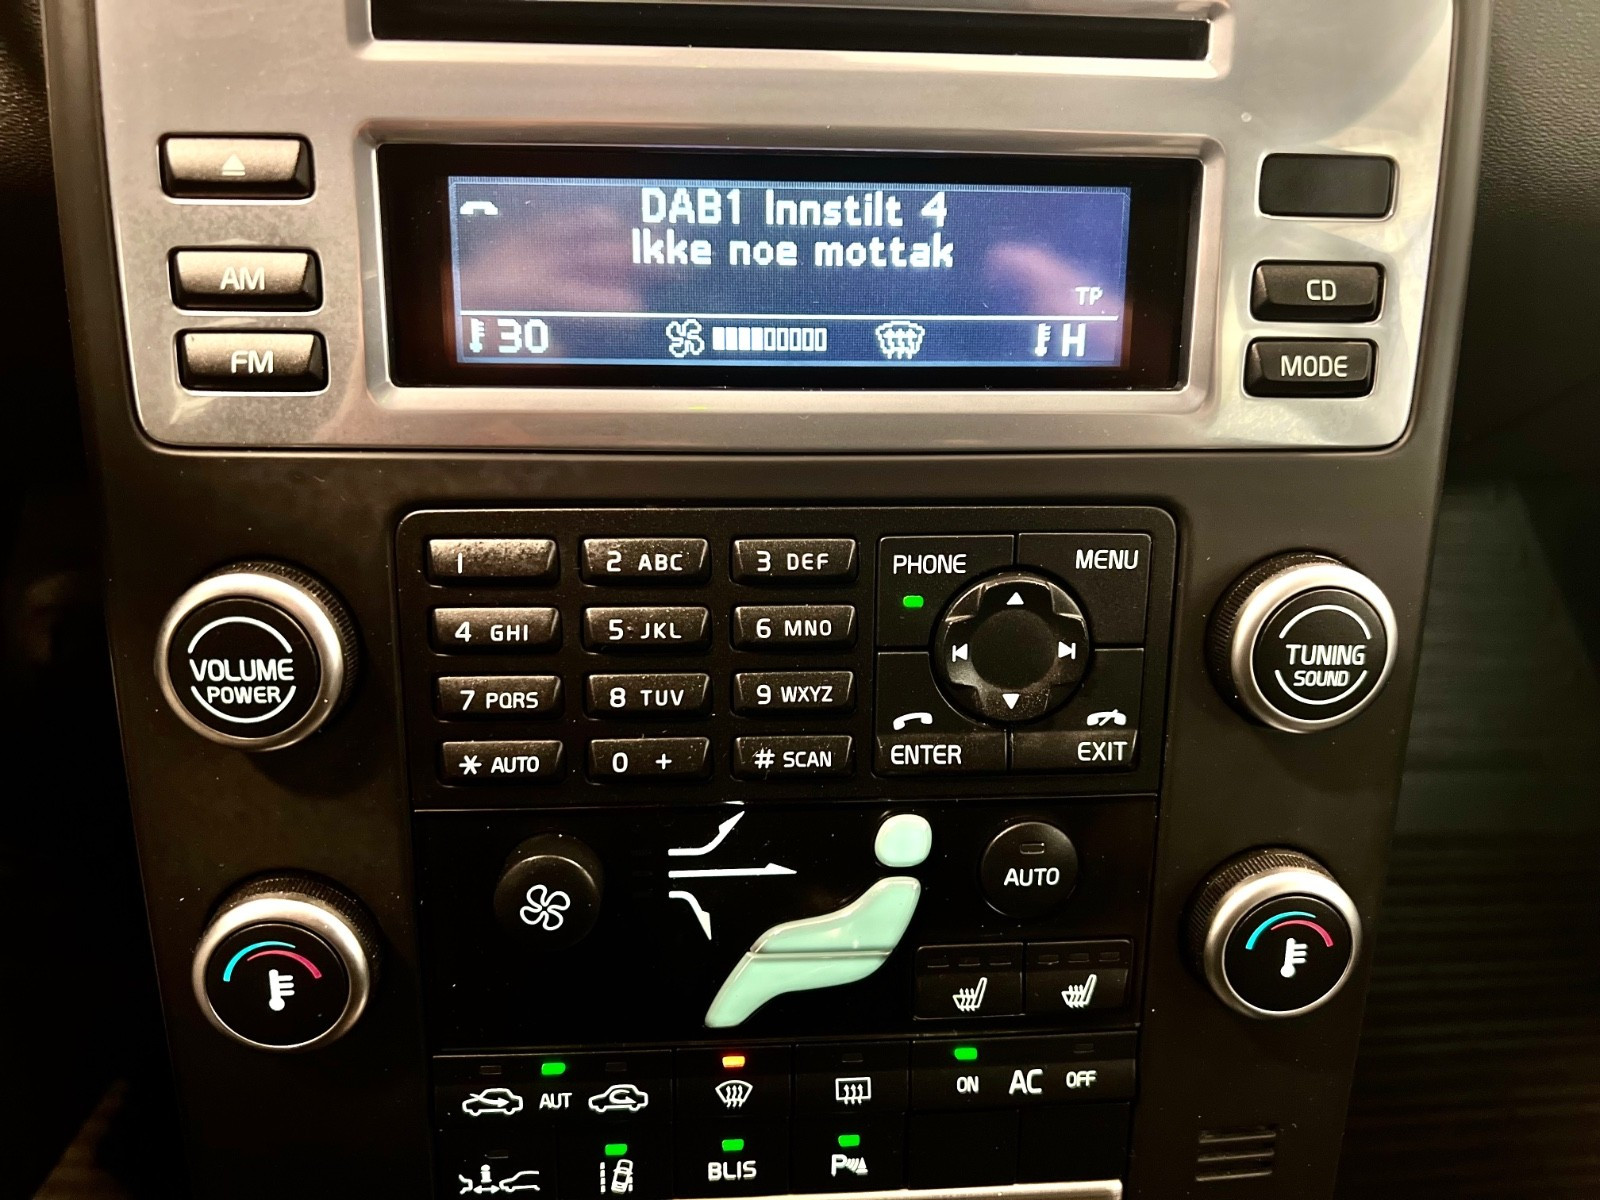 DAB1 Innstilt 4
Ikke noe mottak
TP
30
H
AM
FM
CD
MODE
1
2 ABC
3 DEF
4 GHI
5 JKL
6 MNO
7 PQRS
8 TUV
9 WXYZ
* AUTO
0 +
# SCAN
PHONE
MENU
ENTER
EXIT
VOLUME
POWER
TUNING
SOUND
AUTO
AUT
ON AC OFF
BLIS
P